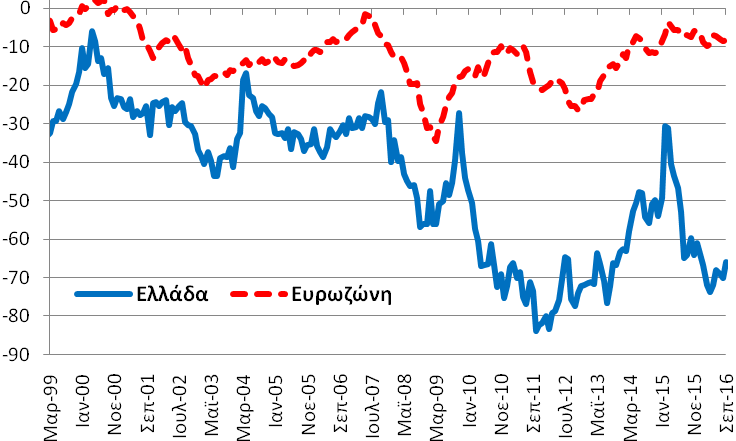 0
-10
-20
-30
-40
-50
-60
-70
-80
-90
Ελλάδα Ευρωζώνη
Μαρ-99
Ιαν-00
Νοε-00
Σεπ-01
Ιουλ-02
Μαϊ-03
Μαρ-04
Ιαν-05
Νοε-05
Σεπ-06
Ιουλ-07
Μαϊ-08
Μαρ-09
Ιαν-10
Νοε-10
Σεπ-11
Ιουλ-12
Μαϊ-13
Μαρ-14
Ιαν-15
Νοε-15
Σεπ-16